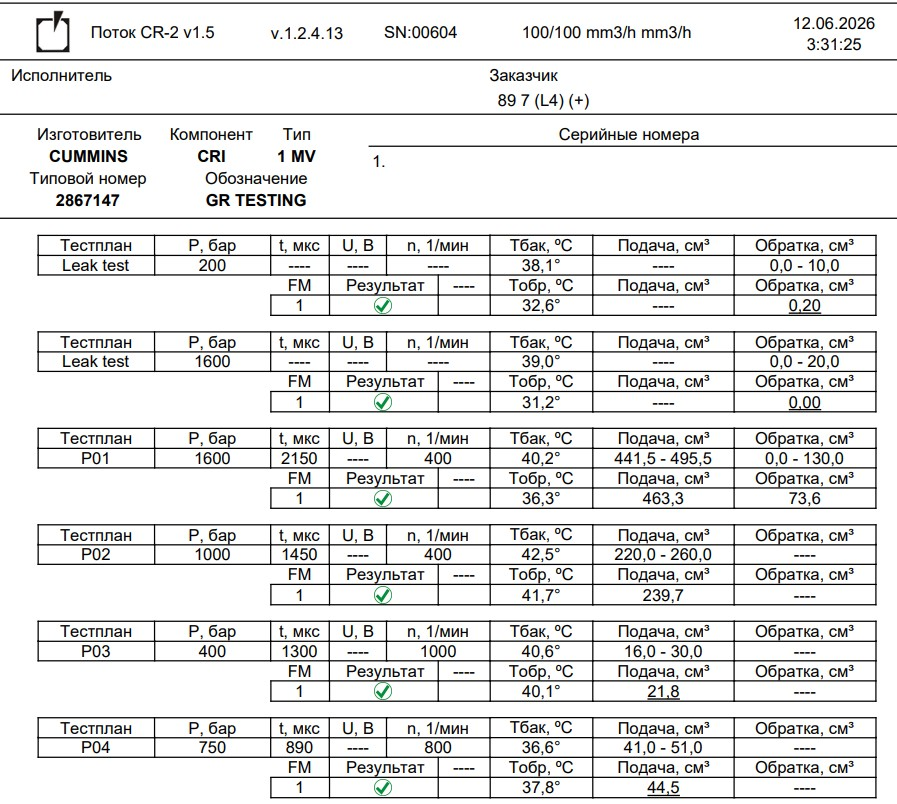 Поток CR-2 v1.5 v.1.2.4.13 SN:00604 100/100 mm3/h mm3/h 12.06.2026
3:31:25
Исполнитель Заказчик
89 7 (L4) (+)
Изготовитель Компонент Тип Серийные номера
CUMMINS CRI 1 MV 1.
Типовой номер Обозначение
2867147 GR TESTING
Тестплан P, бар t, мкс U, В n, 1/мин Тбак, ºC Подача, см³ Обратка, см³
Leak test 200 ---- ---- ---- 38,1° ---- 0,0 - 10,0
FM Результат ---- Тобр, ºC Подача, см³ Обратка, см³
1 32,6° ---- 0,20
Тестплан P, бар t, мкс U, В n, 1/мин Тбак, ºC Подача, см³ Обратка, см³
Leak test 1600 ---- ---- ---- 39,0° ---- 0,0 - 20,0
FM Результат ---- Тобр, ºC Подача, см³ Обратка, см³
1 31,2° ---- 0,00
Тестплан P, бар t, мкс U, В n, 1/мин Тбак, ºC Подача, см³ Обратка, см³
P01 1600 2150 ---- 400 40,2° 441,5 - 495,5 0,0 - 130,0
FM Результат ---- Тобр, ºC Подача, см³ Обратка, см³
1 36,3° 463,3 73,6
Тестплан P, бар t, мкс U, В n, 1/мин Тбак, ºC Подача, см³ Обратка, см³
P02 1000 1450 ---- 400 42,5° 220,0 - 260,0 ----
FM Результат ---- Тобр, ºC Подача, см³ Обратка, см³
1 41,7° 239,7 ----
Тестплан P, бар t, мкс U, В n, 1/мин Тбак, ºC Подача, см³ Обратка, см³
P03 400 1300 ---- 1000 40,6° 16,0 - 30,0 ----
FM Результат ---- Тобр, ºC Подача, см³ Обратка, см³
1 40,1° 21,8 ----
Тестплан P, бар t, мкс U, В n, 1/мин Тбак, ºC Подача, см³ Обратка, см³
P04 750 890 ---- 800 36,6° 41,0 - 51,0 ----
FM Результат ---- Тобр, ºC Подача, см³ Обратка, см³
1 37,8° 44,5 ----